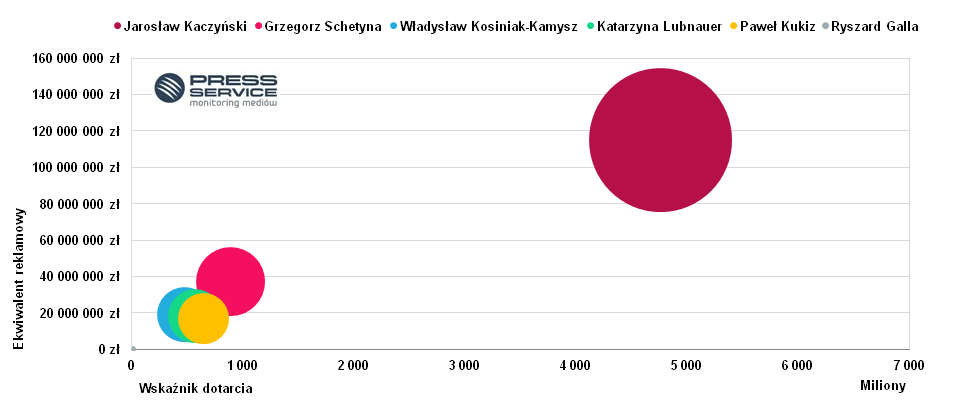 Jarosław Kaczyński Grzegorz Schetyna Władysław Kosiniak-Kamysz Katarzyna Lubnauer Paweł Kukiz Ryszard Galla
160 000 000 zł
PRESS
SERVICE
monitoring mediów
140 000 000 zł
120 000 000 zł
100 000 000 zł
80 000 000 zł
60 000 000 zł
40 000 000 zł
20 000 000 zł
0 zł
Ekwiwalent reklamowy
0 1 000 2 000 3 000 4 000 5 000 6 000 7 000
Wskaźnik dotarcia Miliony